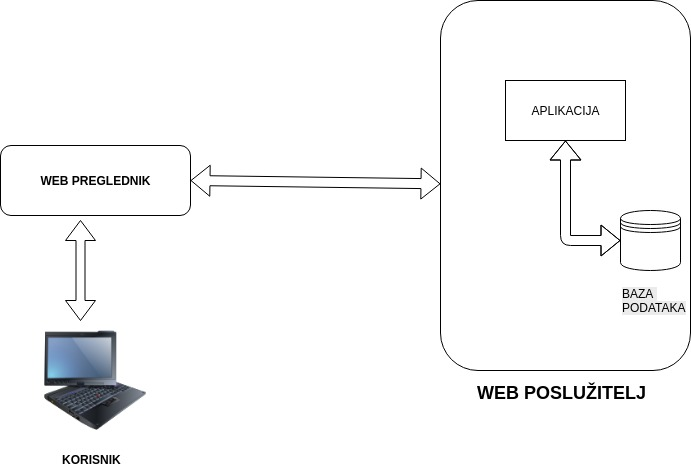 APLIKACIJA
WEB PREGLEDNIK
BAZA
PODATAKA
WEB POSLUŽITELJ
KORISNIK